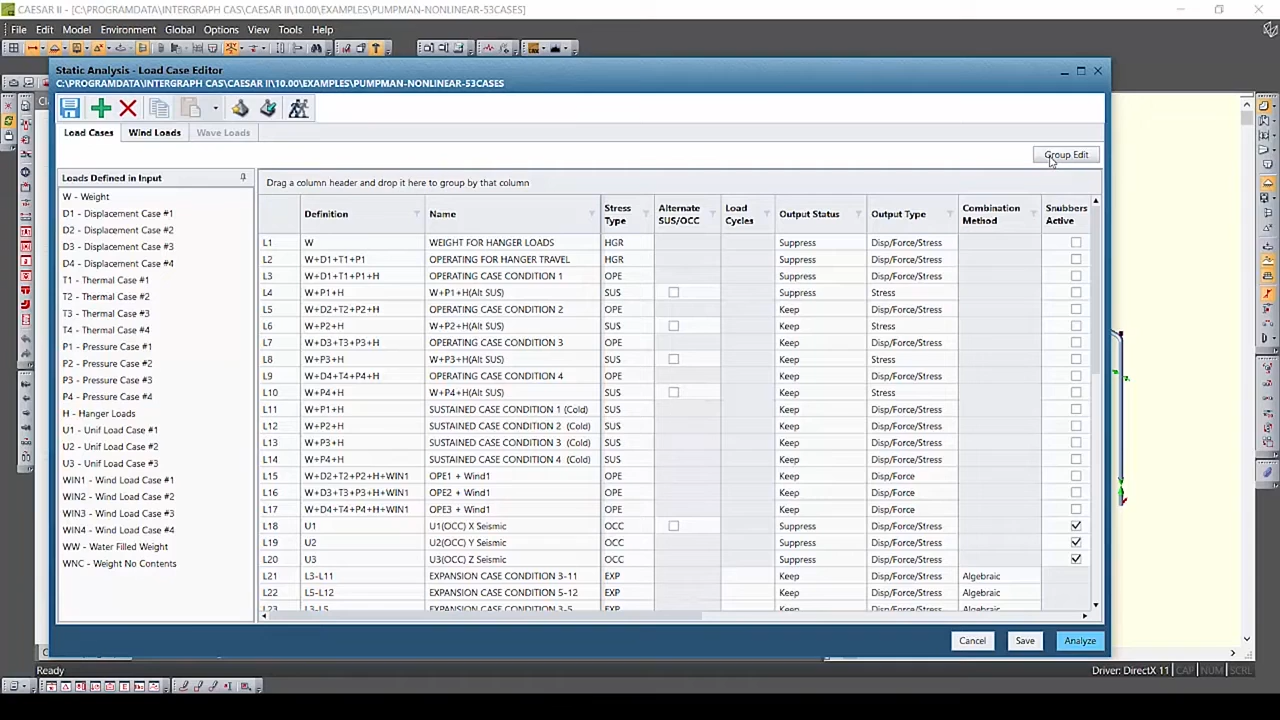 CAESAR II - [C:\PROGRAMDATA\INTERGRAPH CAS\CAESAR II\10.00\EXAMPLES\PUMPMAN-NONLINEAR-53CASES]
File Edit Model Environment Global Options View Tools Help
Static Analysis - Load Case Editor
C:\PROGRAMDATA\INTERGRAPH CAS\CAESAR II\10.00\EXAMPLES\PUMPMAN-NONLINEAR-53CASES
Load Cases Wind Loads Wave Loads
Group Edit
Loads Defined in Input
W - Weight
D1 - Displacement Case #1
D2 - Displacement Case #2
D3 - Displacement Case #3
D4 - Displacement Case #4
T1 - Thermal Case #1
T2 - Thermal Case #2
T3 - Thermal Case #3
T4 - Thermal Case #4
P1 - Pressure Case #1
P2 - Pressure Case #2
P3 - Pressure Case #3
P4 - Pressure Case #4
H - Hanger Loads
U1 - Unif Load Case #1
U2 - Unif Load Case #2
U3 - Unif Load Case #3
WIN1 - Wind Load Case #1
WIN2 - Wind Load Case #2
WIN3 - Wind Load Case #3
WIN4 - Wind Load Case #4
WW - Water Filled Weight
WNC - Weight No Contents
Drag a column header and drop it here to group by that column
Definition Name Stress Type Alternate SUS/OCC Load Cycles Output Status Output Type Combination Method Snubbers Active
L1 W WEIGHT FOR HANGER LOADS HGR Suppress Disp/Force/Stress
L2 W+D1+T1+P1 OPERATING FOR HANGER TRAVEL HGR Suppress Disp/Force/Stress
L3 W+D1+T1+P1+H OPERATING CASE CONDITION 1 OPE Suppress Disp/Force/Stress
L4 W+P1+H W+P1+H(Alt SUS) SUS Suppress Stress
L5 W+D2+T2+P2+H OPERATING CASE CONDITION 2 OPE Keep Disp/Force/Stress
L6 W+P2+H W+P2+H(Alt SUS) SUS Keep Stress
L7 W+D3+T3+P3+H OPERATING CASE CONDITION 3 OPE Keep Disp/Force/Stress
L8 W+P3+H W+P3+H(Alt SUS) SUS Keep Stress
L9 W+D4+T4+P4+H OPERATING CASE CONDITION 4 OPE Keep Disp/Force/Stress
L10 W+P4+H W+P4+H(Alt SUS) SUS Keep Stress
L11 W+P1+H SUSTAINED CASE CONDITION 1 (Cold) SUS Keep Disp/Force/Stress
L12 W+P2+H SUSTAINED CASE CONDITION 2 (Cold) SUS Keep Disp/Force/Stress
L13 W+P3+H SUSTAINED CASE CONDITION 3 (Cold) SUS Keep Disp/Force/Stress
L14 W+P4+H SUSTAINED CASE CONDITION 4 (Cold) SUS Keep Disp/Force/Stress
L15 W+D2+T2+P2+H+WIN1 OPE1 + Wind1 OPE Keep Disp/Force
L16 W+D3+T3+P3+H+WIN1 OPE2 + Wind1 OPE Keep Disp/Force
L17 W+D4+T4+P4+H+WIN1 OPE3 + Wind1 OPE Keep Disp/Force
L18 U1 U1(OCC) X Seismic OCC Suppress Disp/Force/Stress
L19 U2 U2(OCC) Y Seismic OCC Suppress Disp/Force/Stress
L20 U3 U3(OCC) Z Seismic OCC Suppress Disp/Force/Stress
L21 L3-L11 EXPANSION CASE CONDITION 3-11 EXP Keep Disp/Force/Stress Algebraic
L22 L5-L12 EXPANSION CASE CONDITION 5-12 EXP Keep Disp/Force/Stress Algebraic
L23 L3-L5 EXPANSION CASE CONDITION 3-5 EXP Keep Disp/Force/Stress Algebraic
Cancel Save Analyze
Ready Driver: DirectX 11 CAP NUM SCRL